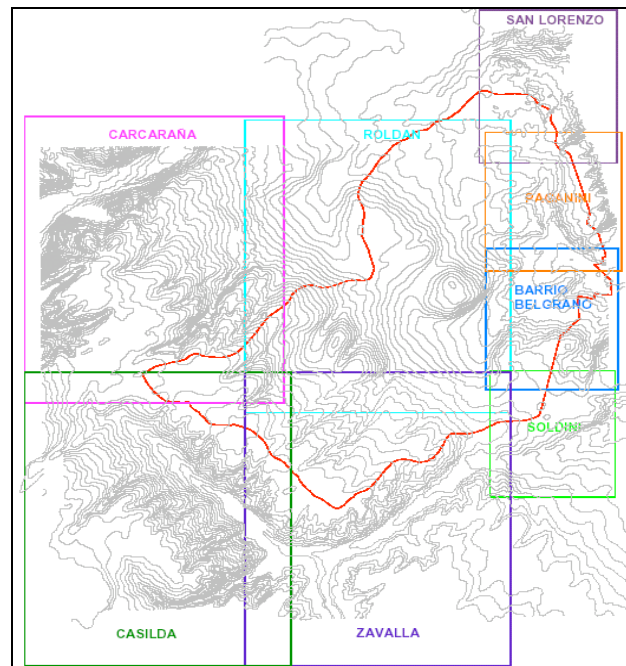 SAN LORENZO
CARCARAÑA
ROLDAN
PAGANINI
BARRIO
BELGRANO
SOLDINI
CASILDA
ZAVALLA